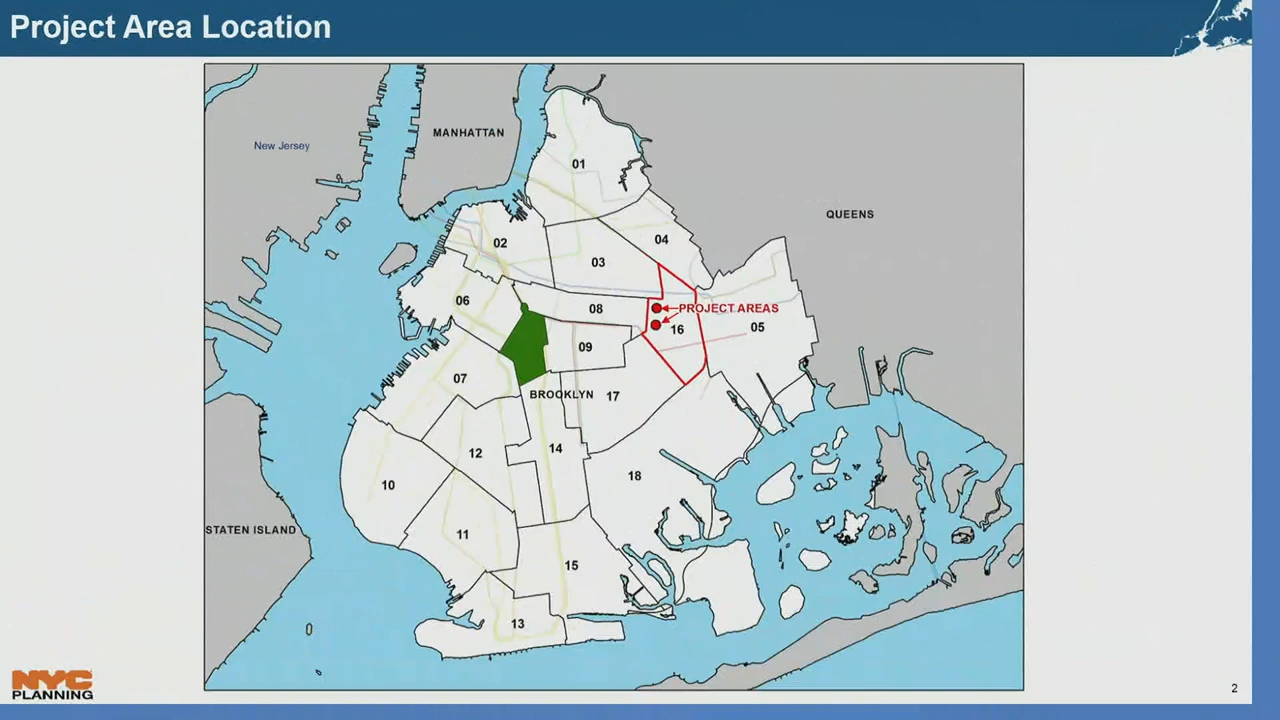 Project Area Location
MANHATTAN
New Jersey
01
QUEENS
02
04
03
06
08
PROJECT AREAS
16
05
09
07
BROOKLYN
17
14
12
18
10
STATEN ISLAND
11
15
13
NYC
PLANNING
2